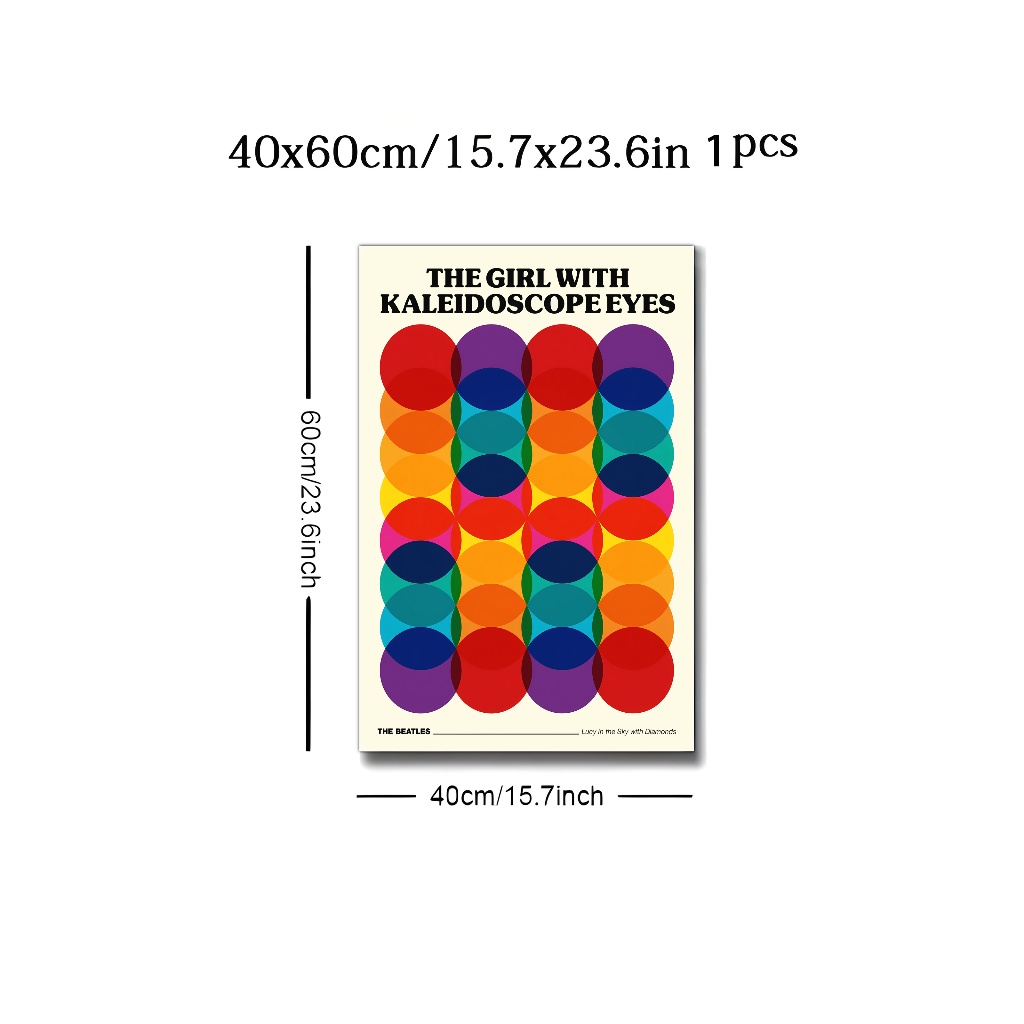 40x60cm/15.7x23.6in 1pcs
THE GIRL WITH
KALEIDOSCOPE EYES
60cm/23.6inch
THE BEATLES
Lucy in the Sky with Diamonds
40cm/15.7inch